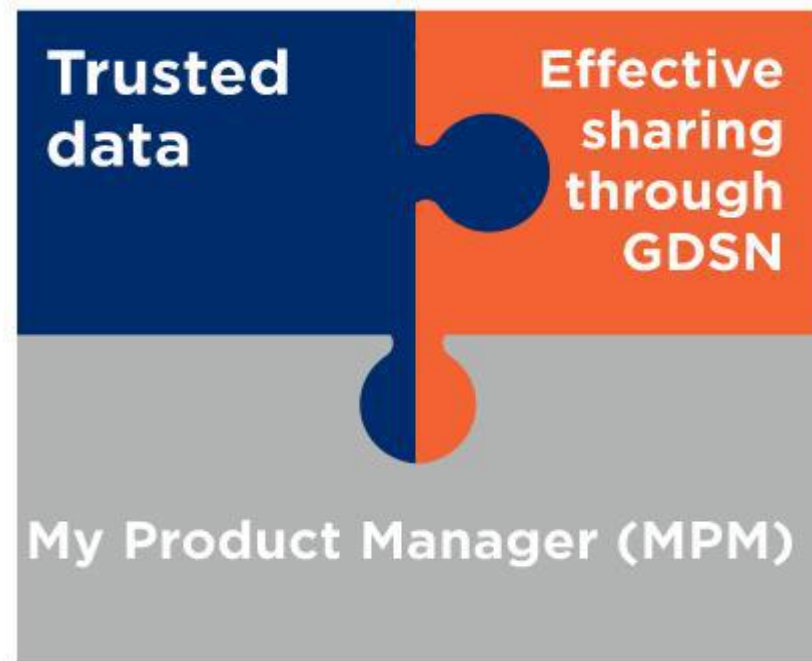 Trusted
data
Effective
sharing
through
GDSN
My Product Manager (MPM)